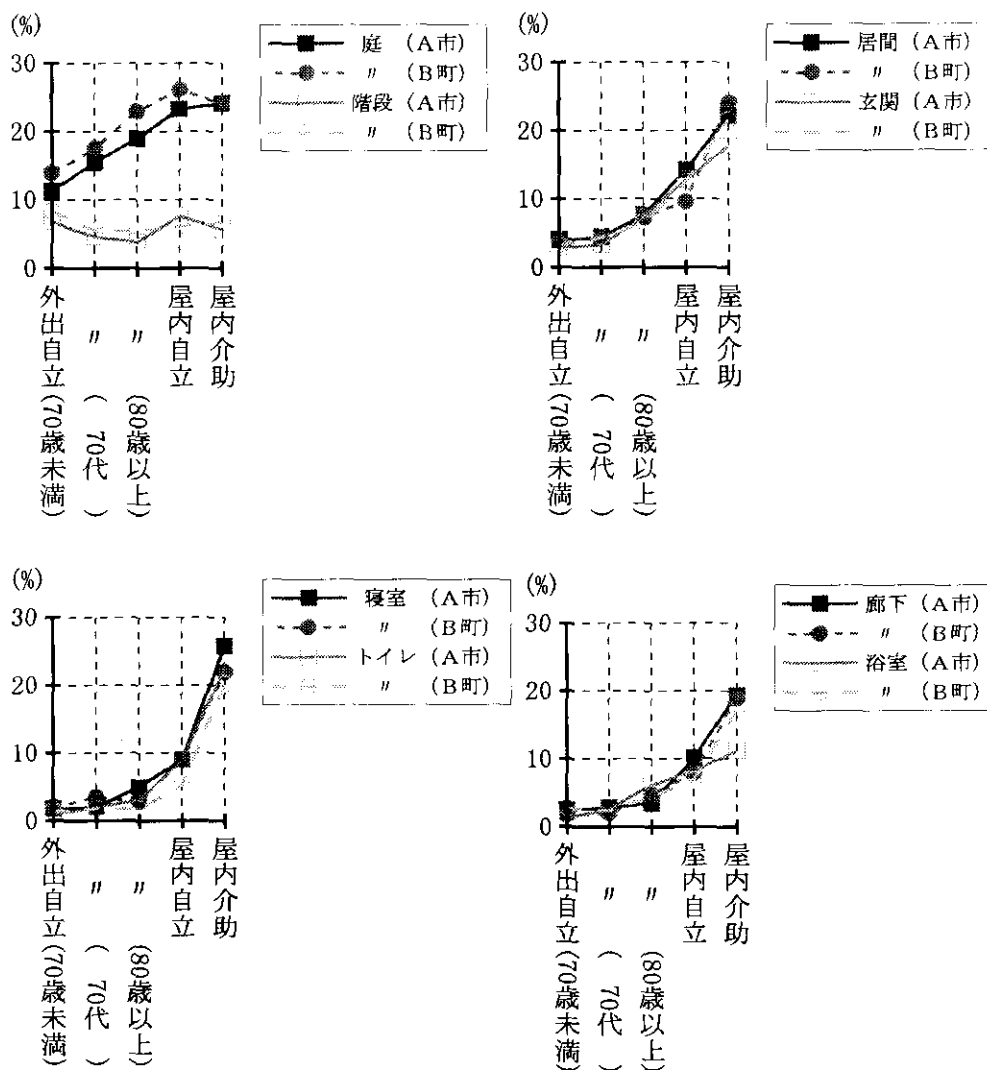 (%)
30
20
10
0
庭 (A市)
〃 (B町)
階段 (A市)
〃 (B町)
外出自立(70歳未満)
〃 ( 70代 )
〃 (80歳以上)
屋内自立
屋内介助
(%)
30
20
10
0
居間 (A市)
〃 (B町)
玄関 (A市)
〃 (B町)
外出自立(70歳未満)
〃 ( 70代 )
〃 (80歳以上)
屋内自立
屋内介助
(%)
30
20
10
0
寝室 (A市)
〃 (B町)
トイレ (A市)
〃 (B町)
外出自立(70歳未満)
〃 ( 70代 )
〃 (80歳以上)
屋内自立
屋内介助
(%)
30
20
10
0
廊下 (A市)
〃 (B町)
浴室 (A市)
〃 (B町)
外出自立(70歳未満)
〃 ( 70代 )
〃 (80歳以上)
屋内自立
屋内介助